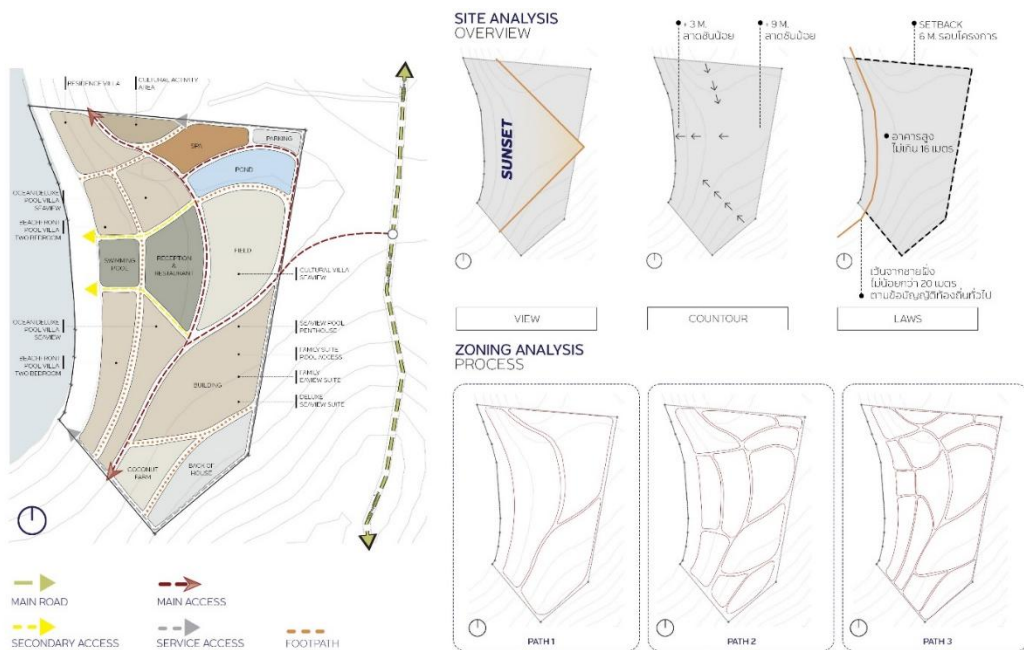 RESIDENCE VILLA
CULTURAL ACTIVITY
AREA
SPA
PARKING
POND
OCEAN DELUXE
POOL VILLA
SEAVIEW
BEACHFRONT
POOL VILLA
TWO BEDROOM
SWIMMING
POOL
RECEPTION
&
RESTAURANT
FIELD
CULTURAL VILLA
SEAVIEW
OCEAN DELUXE
POOL VILLA
SEAVIEW
BEACHFRONT
POOL VILLA
TWO BEDROOM
SEAVIEW POOL
PENTHOUSE
FAMILY SUITE
POOL ACCESS
FAMILY
SEAVIEW SUITE
DELUXE
SEAVIEW SUITE
BUILDING
COCONUT
FARM
BACK OF
HOUSE
MAIN ROAD
MAIN ACCESS
SECONDARY ACCESS
SERVICE ACCESS
FOOTPATH
SITE ANALYSIS
OVERVIEW
SUNSET
+3 M.
ลาดชันน้อย
+9 M.
ลาดชันน้อย
SETBACK
6 M. รอบโครงการ
อาคารสูง
ไม่เกิน 16 เมตร
เว้นจากชายฝั่ง
ไม่น้อยกว่า 20 เมตร
ตามข้อบัญญัติท้องถิ่นทั่วไป
VIEW
COUNTOUR
LAWS
ZONING ANALYSIS
PROCESS
PATH 1
PATH 2
PATH 3